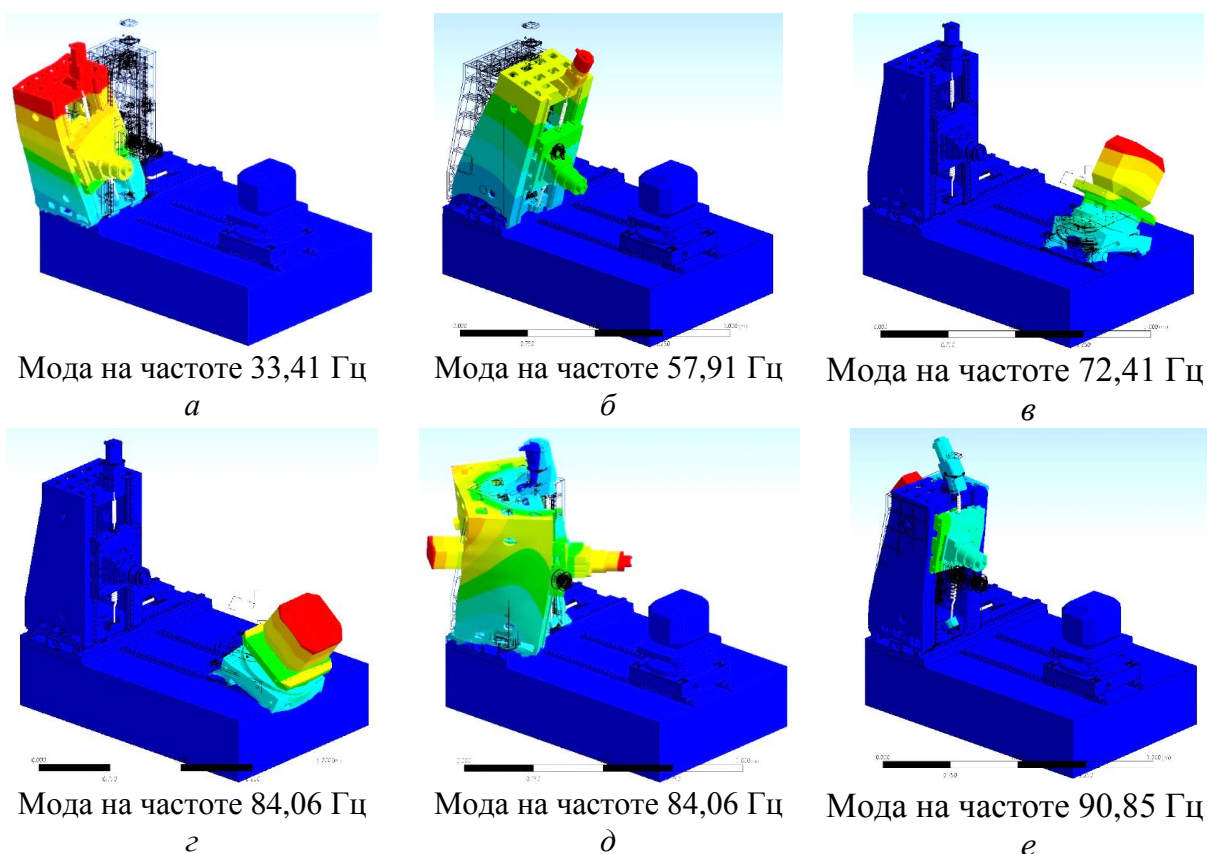 Мода на частоте 33,41 Гц
а
Мода на частоте 57,91 Гц
б
Мода на частоте 72,41 Гц
в
Мода на частоте 84,06 Гц
г
Мода на частоте 84,06 Гц
д
Мода на частоте 90,85 Гц
е